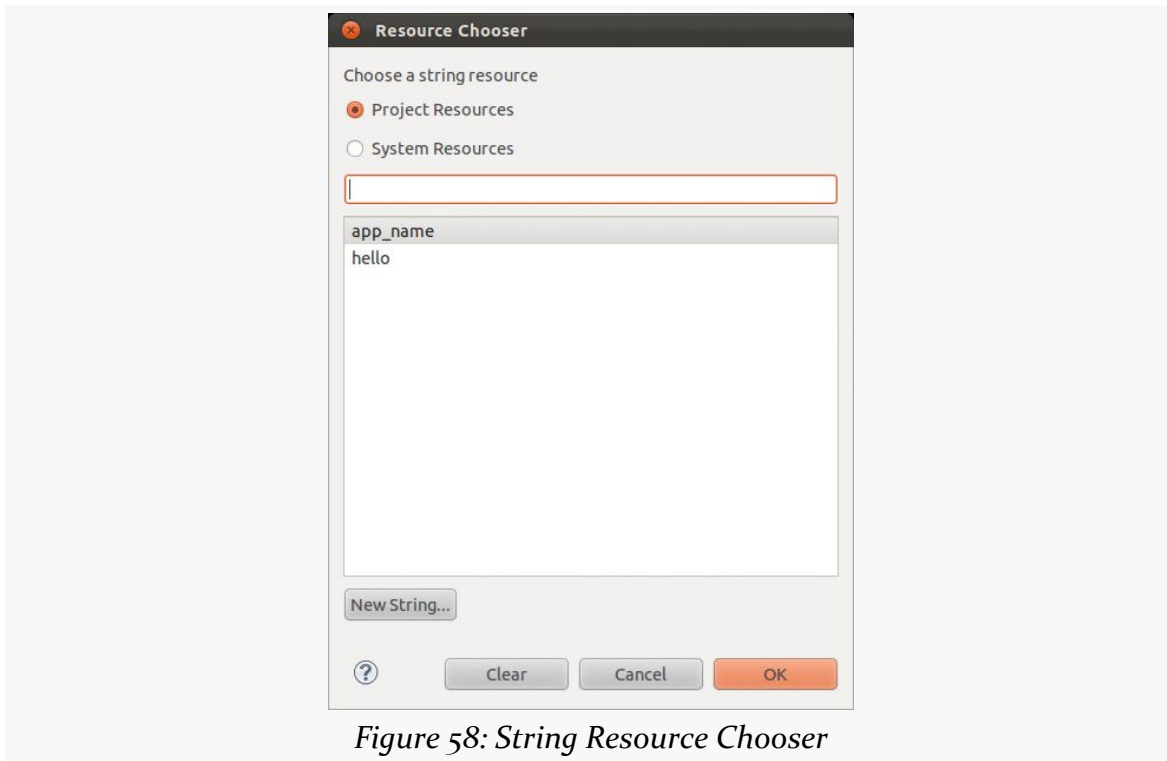 Resource Chooser
Choose a string resource
Project Resources
System Resources
app_name
hello
New String...
?
Clear Cancel OK
Figure 58: String Resource Chooser